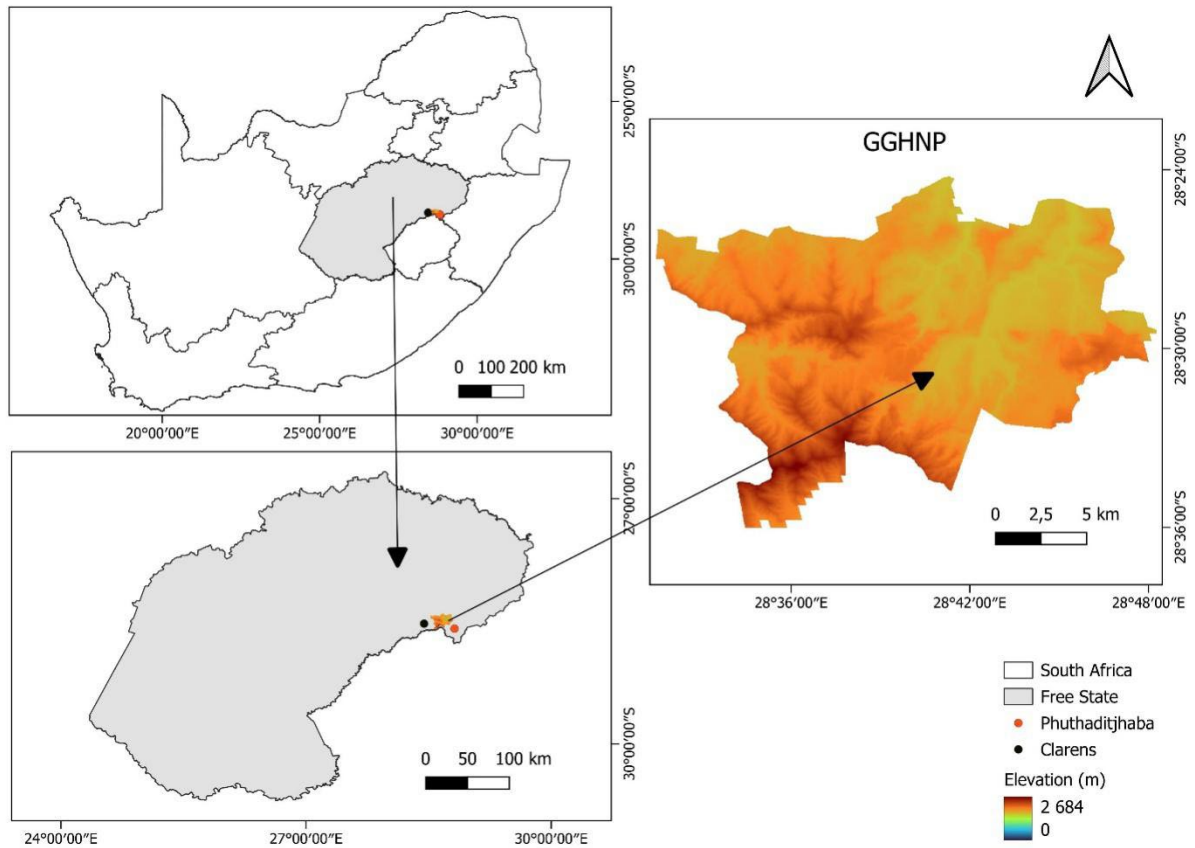 25°00′00″S
30°00′00″S
0 100 200 km
20°00′00″E 25°00′00″E 30°00′00″E
27°00′00″S
30°00′00″S
0 50 100 km
24°00′00″E 27°00′00″E 30°00′00″E
GGHNP
28°24′00″S
28°30′00″S
28°36′00″S
0 2,5 5 km
28°36′00″E 28°42′00″E 28°48′00″E
South Africa
Free State
Phuthaditjhaba
Clarens
Elevation (m)
2 684
0